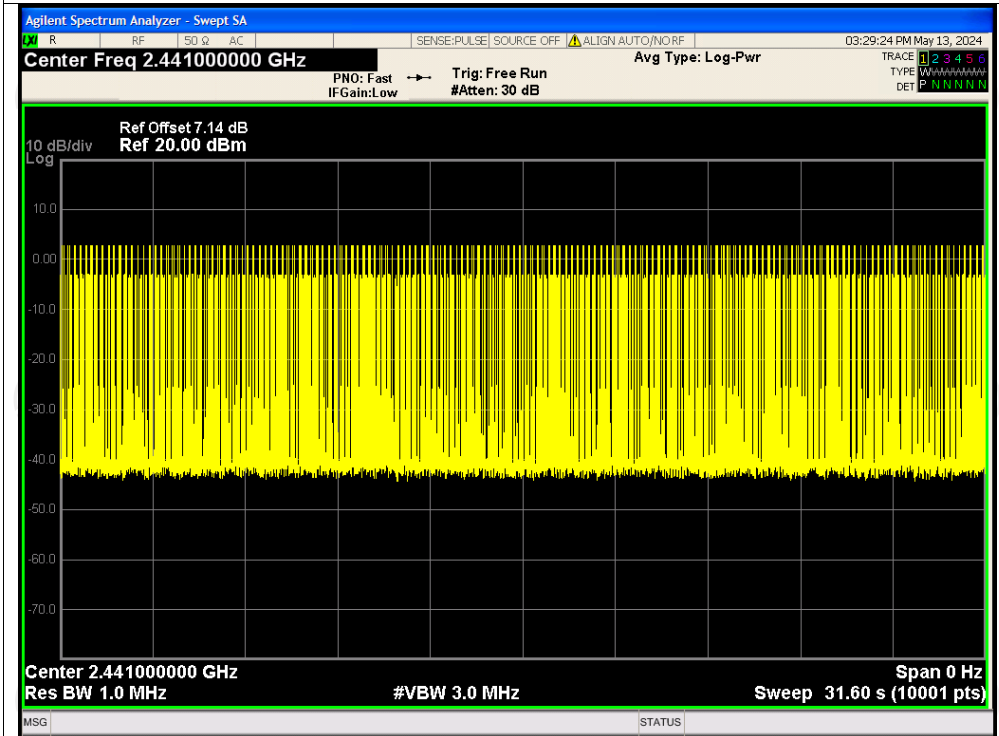 Agilent Spectrum Analyzer - Swept SA
LXI R RF 50 Ω AC SENSE:PULSE SOURCE OFF ALIGN AUTO/NO RF 03:29:24 PM May 13, 2024
Center Freq 2.441000000 GHz
PNO: Fast
IFGain:Low
Trig: Free Run
#Atten: 30 dB
Avg Type: Log-Pwr
TRACE 1 2 3 4 5 6
TYPE W
DET P N N N N N
10 dB/div
Log
Ref Offset 7.14 dB
Ref 20.00 dBm
10.0
0.00
-10.0
-20.0
-30.0
-40.0
-50.0
-60.0
-70.0
Center 2.441000000 GHz Span 0 Hz
Res BW 1.0 MHz #VBW 3.0 MHz Sweep 31.60 s (10001 pts)
MSG STATUS